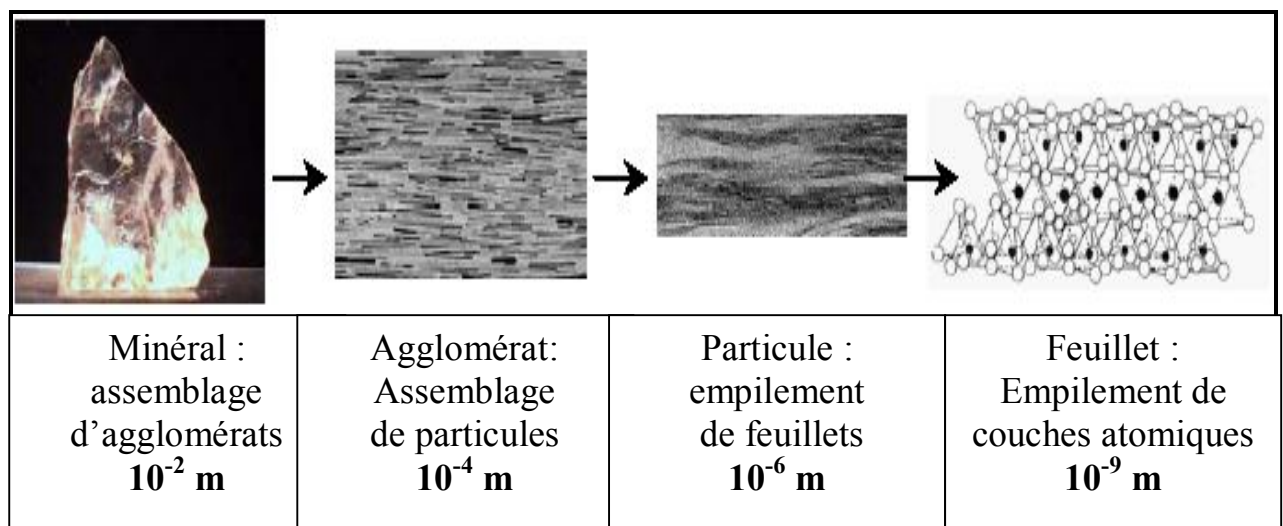 Minéral :
assemblage
d’agglomérats
10⁻² m
Agglomérat:
Assemblage
de particules
10⁻⁴ m
Particule :
empilement
de feuillets
10⁻⁶ m
Feuillet :
Empilement de
couches atomiques
10⁻⁹ m